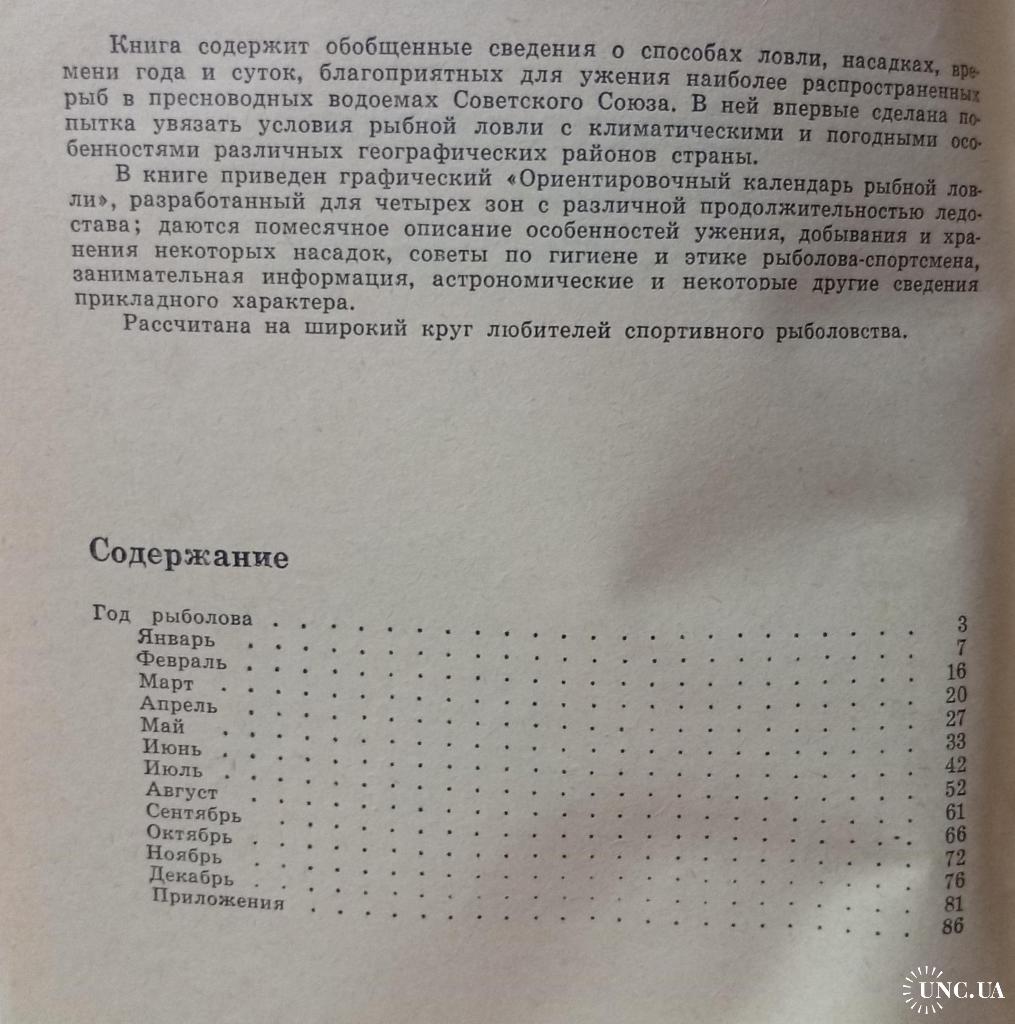 Книга содержит обобщенные сведения о способах ловли, насадках, вре-
мени года и суток, благоприятных для ужения наиболее распространенных
рыб в пресноводных водоемах Советского Союза. В ней впервые сделана по-
пытка увязать условия рыбной ловли с климатическими и погодными осо-
бенностями различных географических районов страны.
В книге приведен графический «Ориентировочный календарь рыбной лов-
ли», разработанный для четырех зон с различной продолжительностью ледо-
става; даются помесячное описание особенностей ужения, добывания и хра-
нения некоторых насадок, советы по гигиене и этике рыболова-спортсмена,
занимательная информация, астрономические и некоторые другие сведения
прикладного характера.
Рассчитана на широкий круг любителей спортивного рыболовства.
Содержание
Год рыболова . . . . . . . . . . . . . . . . . . . . . . . 3
Январь . . . . . . . . . . . . . . . . . . . . . . . 7
Февраль . . . . . . . . . . . . . . . . . . . . . . . 16
Март . . . . . . . . . . . . . . . . . . . . . . . 20
Апрель . . . . . . . . . . . . . . . . . . . . . . . 27
Май . . . . . . . . . . . . . . . . . . . . . . . 33
Июнь . . . . . . . . . . . . . . . . . . . . . . . 42
Июль . . . . . . . . . . . . . . . . . . . . . . . 52
Август . . . . . . . . . . . . . . . . . . . . . . . 61
Сентябрь . . . . . . . . . . . . . . . . . . . . . . . 66
Октябрь . . . . . . . . . . . . . . . . . . . . . . . 72
Ноябрь . . . . . . . . . . . . . . . . . . . . . . . 76
Декабрь . . . . . . . . . . . . . . . . . . . . . . . 81
Приложения . . . . . . . . . . . . . . . . . . . . . . . 86
UNC.UA